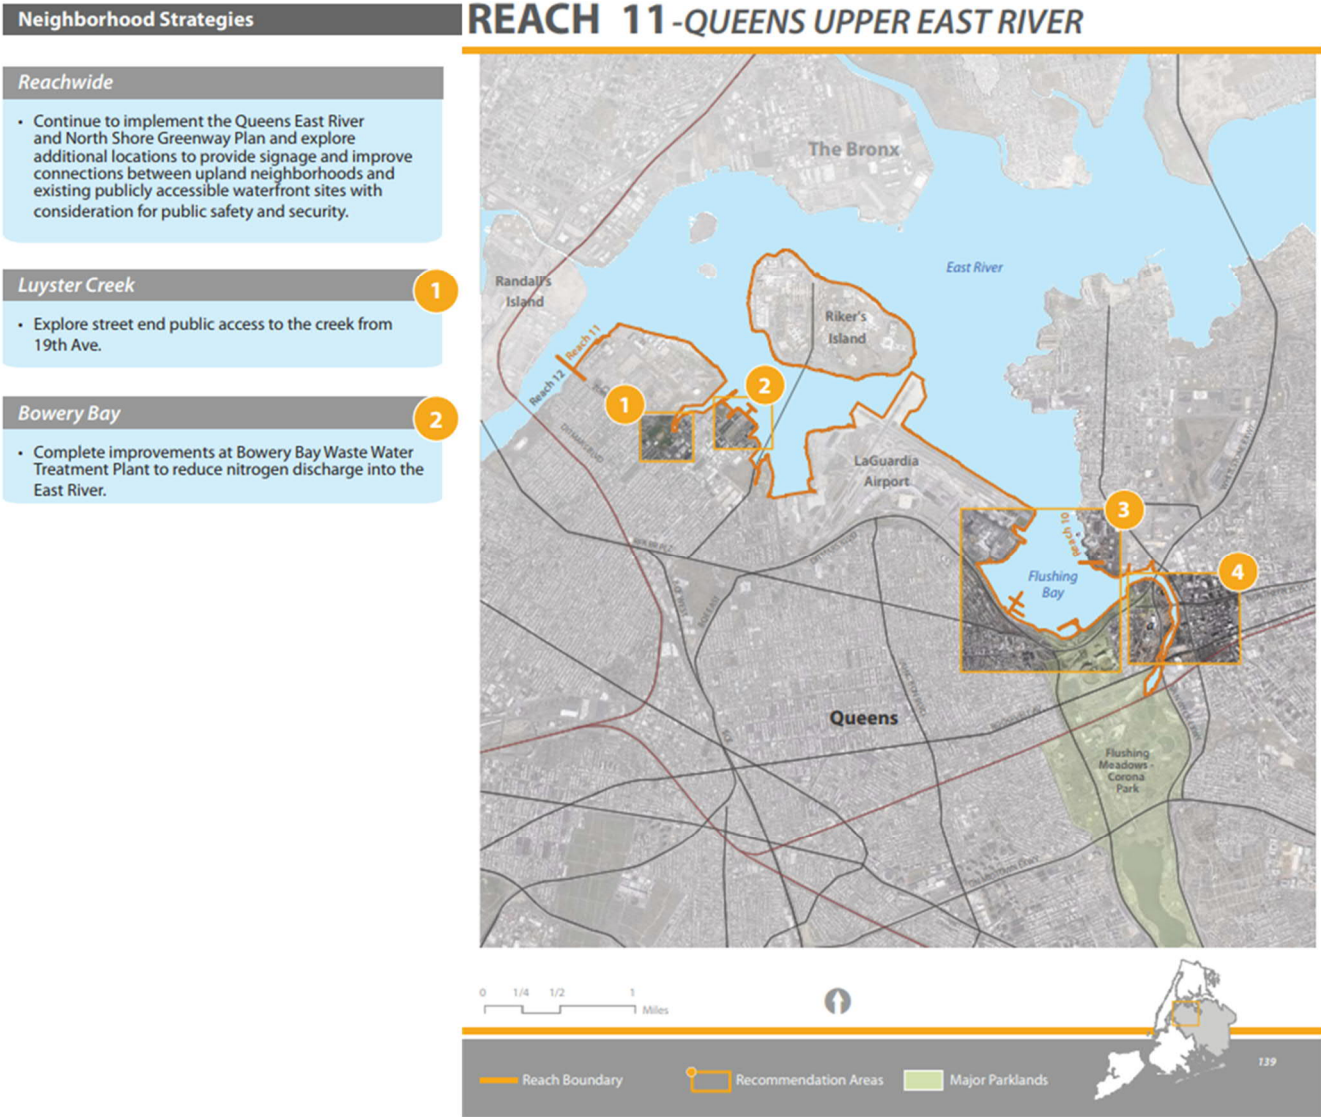 Neighborhood Strategies
REACH 11-QUEENS UPPER EAST RIVER
Reachwide
• Continue to implement the Queens East River
and North Shore Greenway Plan and explore
additional locations to provide signage and improve
connections between upland neighborhoods and
existing publicly accessible waterfront sites with
consideration for public safety and security.
Luyster Creek
1
• Explore street end public access to the creek from
19th Ave.
Bowery Bay
2
• Complete improvements at Bowery Bay Waste Water
Treatment Plant to reduce nitrogen discharge into the
East River.
The Bronx
East River
Randall's
Island
Riker's
Island
Reach 11
Reach 12
1
2
DITMARS BLVD
LaGuardia
Airport
3
Reach 10
Flushing
Bay
4
Queens
Flushing
Meadows -
Corona
Park
0 1/4 1/2 1
Miles
139
Reach Boundary
Recommendation Areas
Major Parklands